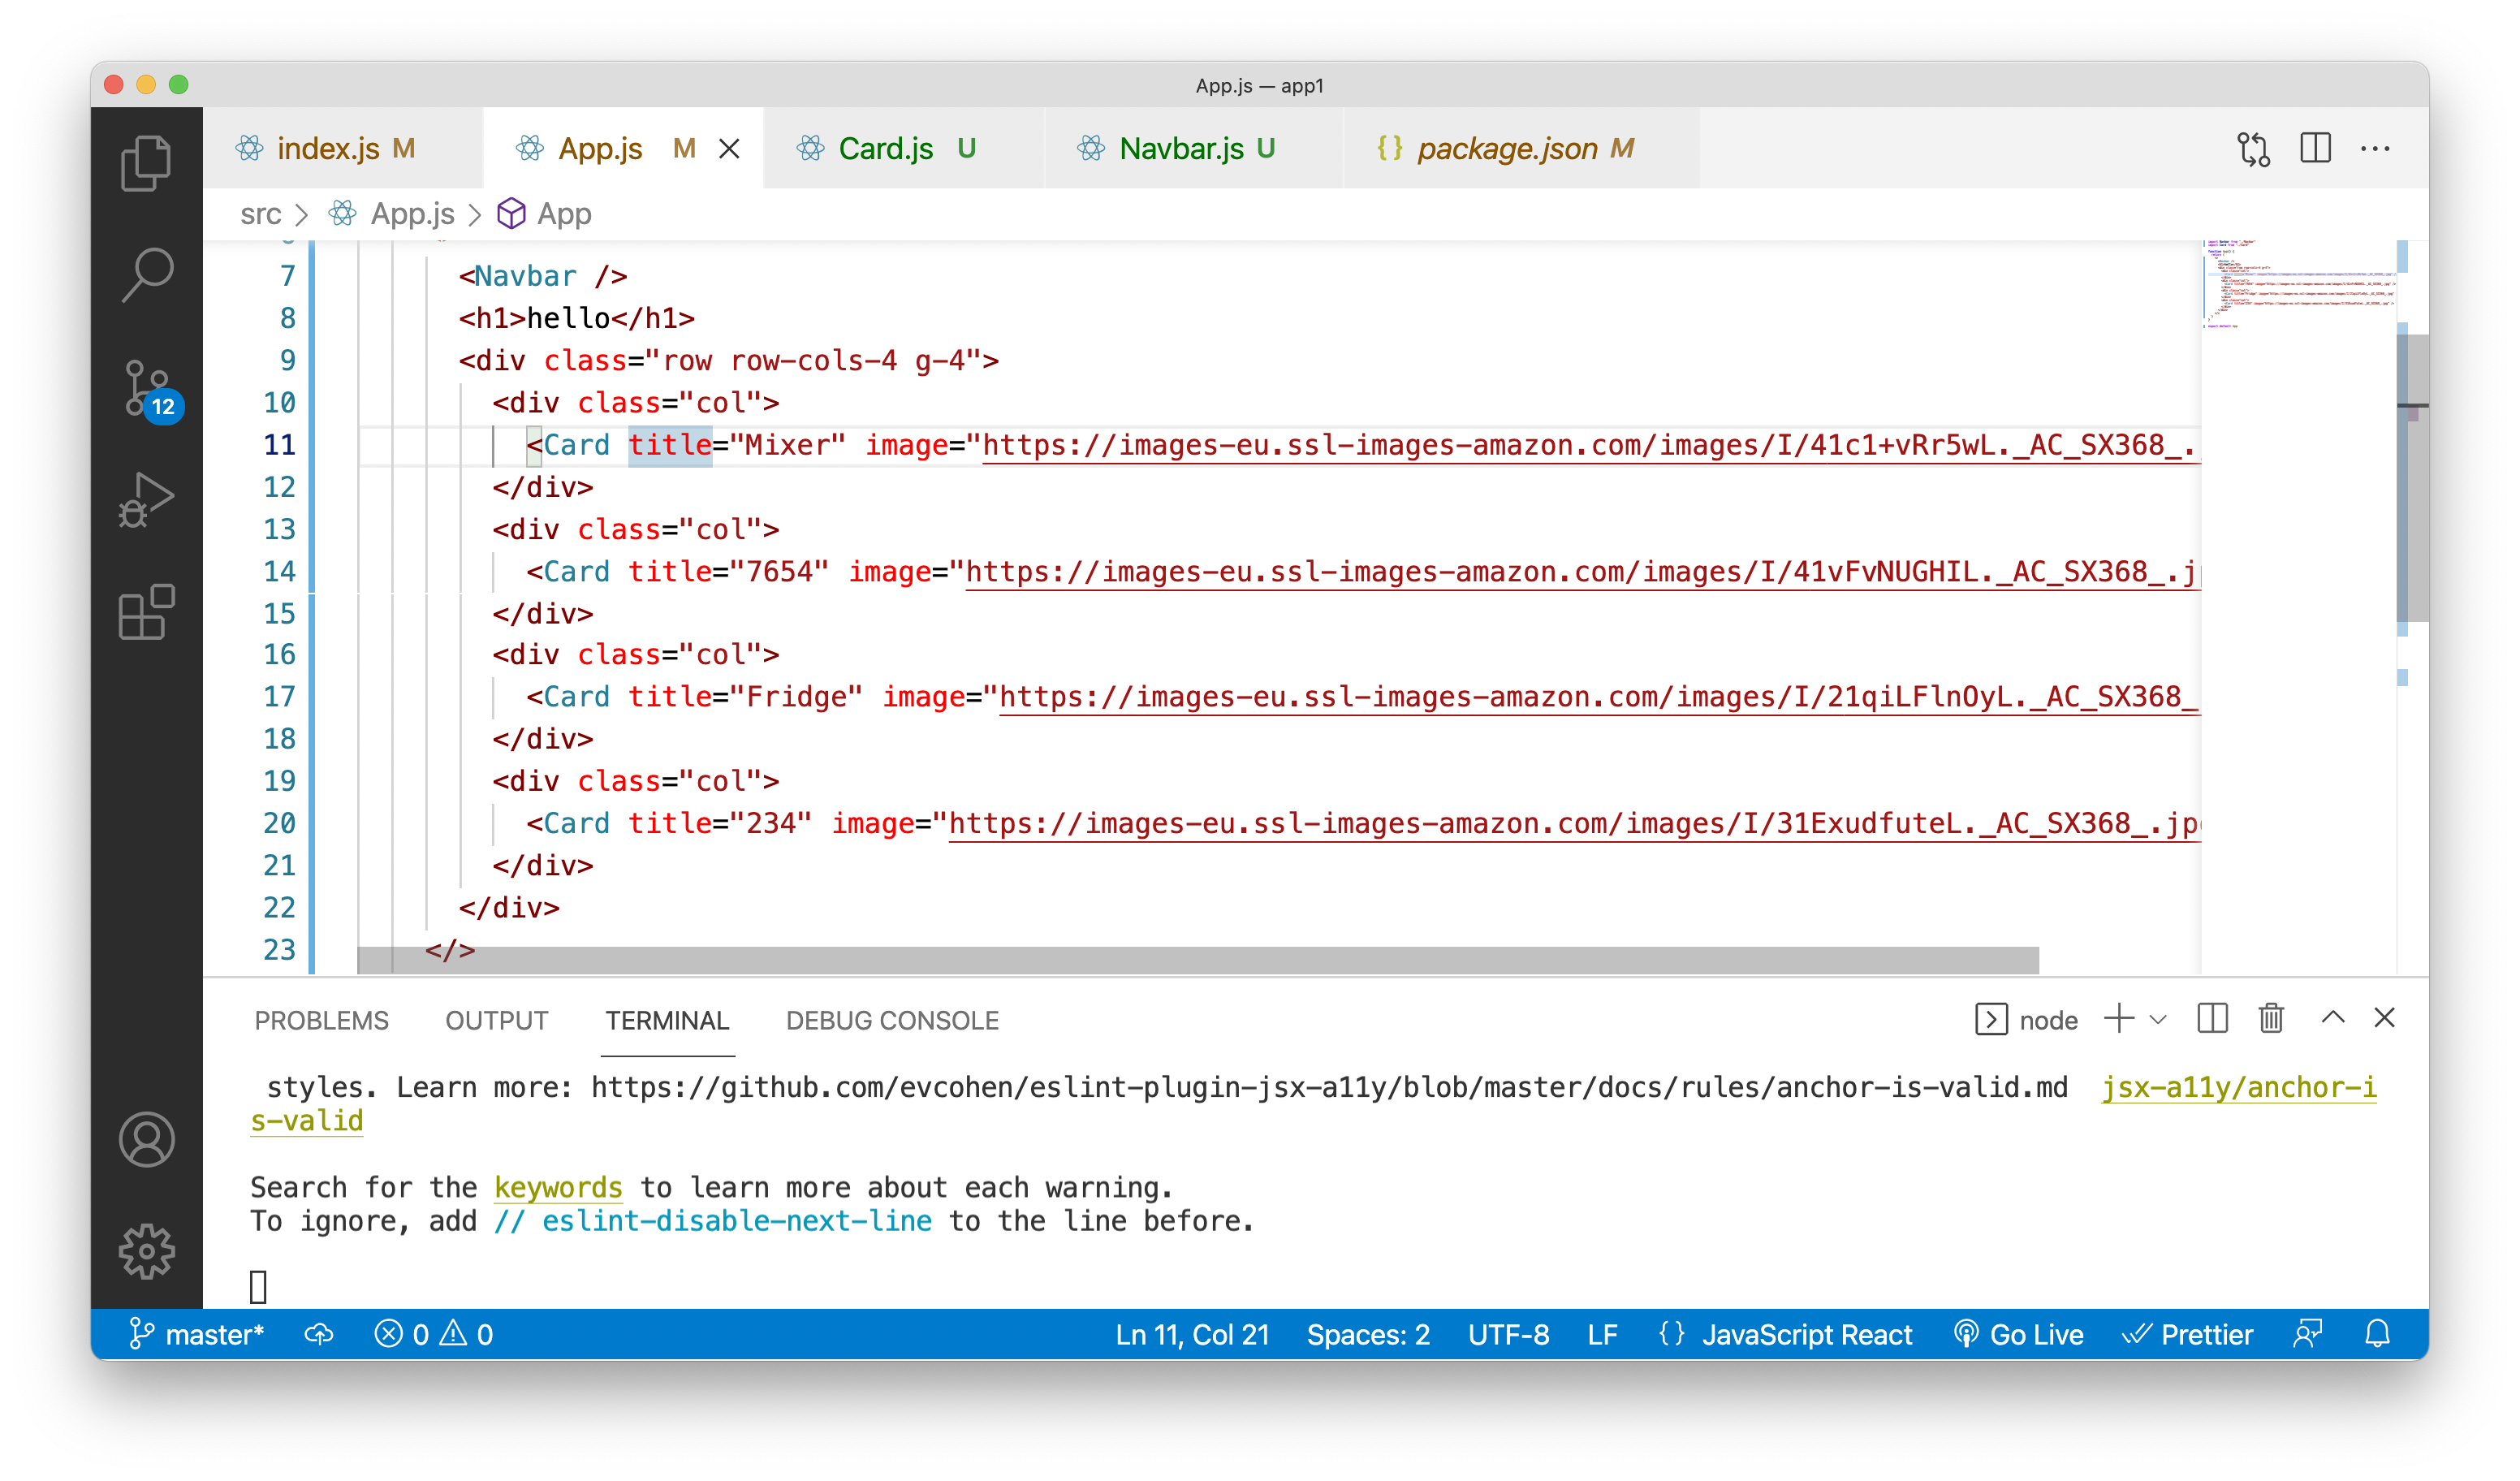 App.js — app1
index.js M
App.js M
Card.js U
Navbar.js U
{} package.json M
src > App.js > App
7 <Navbar />
8 <h1>hello</h1>
9 <div class="row row-cols-4 g-4">
10 <div class="col">
11 <Card title="Mixer" image="https://images-eu.ssl-images-amazon.com/images/I/41c1+vRr5wL._AC_SX368_.
12 </div>
13 <div class="col">
14 <Card title="7654" image="https://images-eu.ssl-images-amazon.com/images/I/41vFvNUGHIL._AC_SX368_.j
15 </div>
16 <div class="col">
17 <Card title="Fridge" image="https://images-eu.ssl-images-amazon.com/images/I/21qiLFlnOyL._AC_SX368_
18 </div>
19 <div class="col">
20 <Card title="234" image="https://images-eu.ssl-images-amazon.com/images/I/31ExudfuteL._AC_SX368_.jp
21 </div>
22 </div>
23 </>
12
PROBLEMS OUTPUT TERMINAL DEBUG CONSOLE
node
styles. Learn more: https://github.com/evcohen/eslint-plugin-jsx-a11y/blob/master/docs/rules/anchor-is-valid.md jsx-a11y/anchor-i
s-valid
Search for the keywords to learn more about each warning.
To ignore, add // eslint-disable-next-line to the line before.
master* 0 0 Ln 11, Col 21 Spaces: 2 UTF-8 LF {} JavaScript React Go Live Prettier